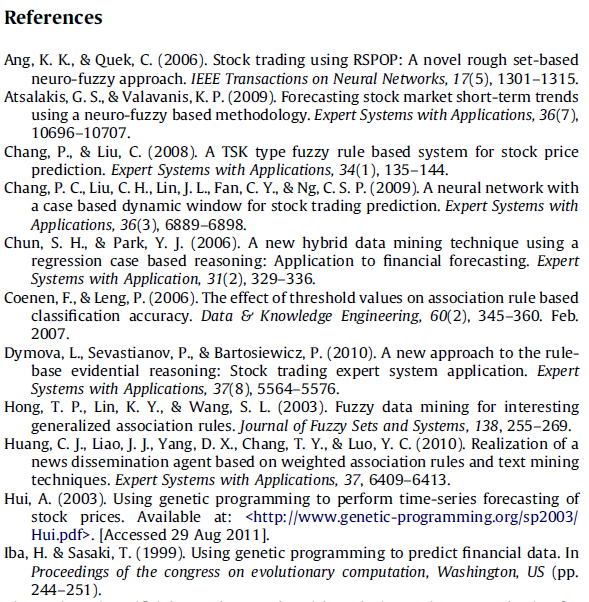 References
Ang, K. K., & Quek, C. (2006). Stock trading using RSPOP: A novel rough set-based
neuro-fuzzy approach. IEEE Transactions on Neural Networks, 17(5), 1301–1315.
Atsalakis, G. S., & Valavanis, K. P. (2009). Forecasting stock market short-term trends
using a neuro-fuzzy based methodology. Expert Systems with Applications, 36(7),
10696–10707.
Chang, P., & Liu, C. (2008). A TSK type fuzzy rule based system for stock price
prediction. Expert Systems with Applications, 34(1), 135–144.
Chang, P. C., Liu, C. H., Lin, J. L., Fan, C. Y., & Ng, C. S. P. (2009). A neural network with
a case based dynamic window for stock trading prediction. Expert Systems with
Applications, 36(3), 6889–6898.
Chun, S. H., & Park, Y. J. (2006). A new hybrid data mining technique using a
regression case based reasoning: Application to financial forecasting. Expert
Systems with Application, 31(2), 329–336.
Coenen, F., & Leng, P. (2006). The effect of threshold values on association rule based
classification accuracy. Data & Knowledge Engineering, 60(2), 345–360. Feb.
2007.
Dymova, L., Sevastianov, P., & Bartosiewicz, P. (2010). A new approach to the rule-
base evidential reasoning: Stock trading expert system application. Expert
Systems with Applications, 37(8), 5564–5576.
Hong, T. P., Lin, K. Y., & Wang, S. L. (2003). Fuzzy data mining for interesting
generalized association rules. Journal of Fuzzy Sets and Systems, 138, 255–269.
Huang, C. J., Liao, J. J., Yang, D. X., Chang, T. Y., & Luo, Y. C. (2010). Realization of a
news dissemination agent based on weighted association rules and text mining
techniques. Expert Systems with Applications, 37, 6409–6413.
Hui, A. (2003). Using genetic programming to perform time-series forecasting of
stock prices. Available at: <http://www.genetic-programming.org/sp2003/
Hui.pdf>. [Accessed 29 Aug 2011].
Iba, H. & Sasaki, T. (1999). Using genetic programming to predict financial data. In
Proceedings of the congress on evolutionary computation, Washington, US (pp.
244–251).